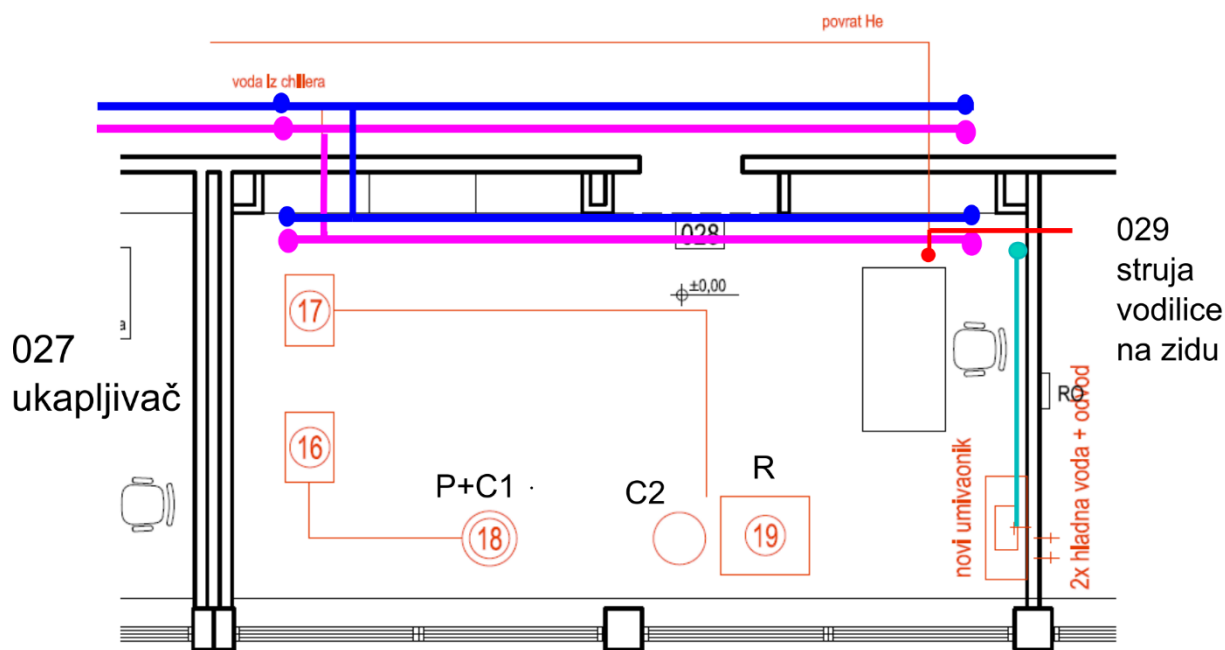 povrat He
voda Iz chIllera
028
029
struja
vodilice
na zidu
±0,00
17
a
027
ukapljivač
RO
16
P+C1 .
C2
R
18
19
novi umivaonik
2x hladna voda + odvod